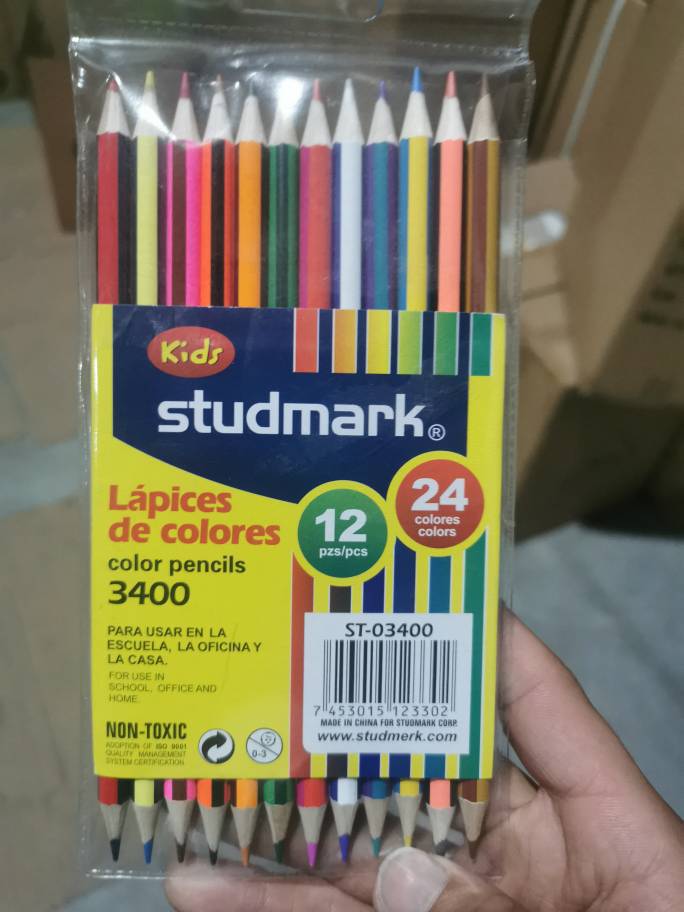 Kids
studmark®
Lápices
de colores
color pencils
3400
12
pzs/pcs
24
colores
colors
PARA USAR EN LA
ESCUELA, LA OFICINA Y
LA CASA.
FOR USE IN
SCHOOL, OFFICE AND
HOME.
NON-TOXIC
ADOPTION OF ISO 9001
QUALITY MANAGEMENT
SYSTEM CERTIFICATION
0-3
ST-03400
7 453015 123302
MADE IN CHINA FOR STUDMARK CORP.
www.studmerk.com